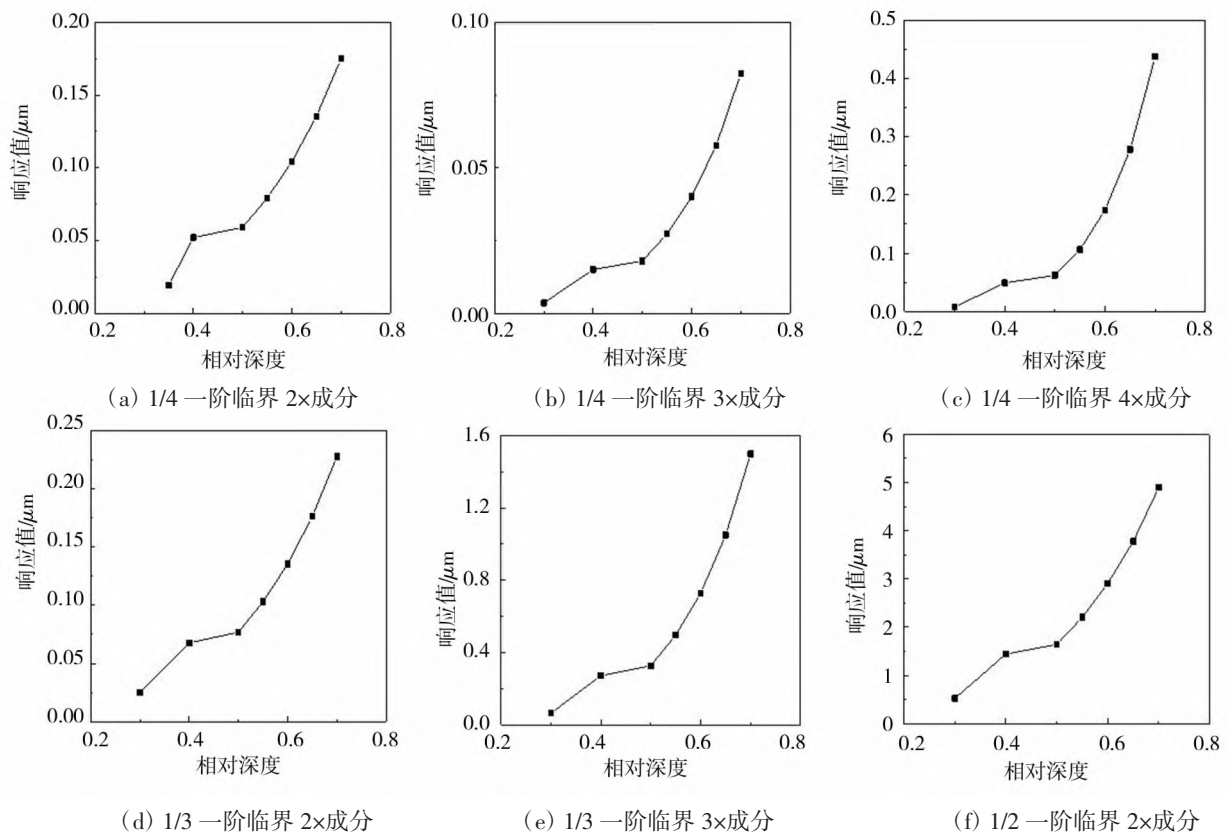 0.20
0.15
0.10
0.05
0.00
响应值/μm
0.2 0.4 0.6 0.8
相对深度
(a) 1/4 一阶临界 2×成分
0.10
0.05
0.00
响应值/μm
0.2 0.4 0.6 0.8
相对深度
(b) 1/4 一阶临界 3×成分
0.5
0.4
0.3
0.2
0.1
0.0
响应值/μm
0.2 0.4 0.6 0.8
相对深度
(c) 1/4 一阶临界 4×成分
0.25
0.20
0.15
0.10
0.05
0.00
响应值/μm
0.2 0.4 0.6 0.8
相对深度
(d) 1/3 一阶临界 2×成分
1.6
1.2
0.8
0.4
0.0
响应值/μm
0.2 0.4 0.6 0.8
相对深度
(e) 1/3 一阶临界 3×成分
6
5
4
3
2
1
0
响应值/μm
0.2 0.4 0.6 0.8
相对深度
(f) 1/2 一阶临界 2×成分